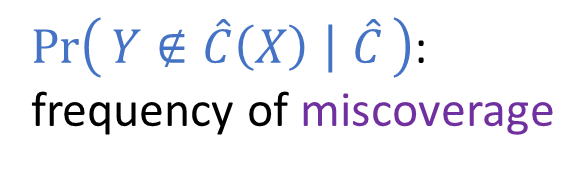 Pr( Y ∉ Ĉ(X) | Ĉ ):
frequency of miscoverage